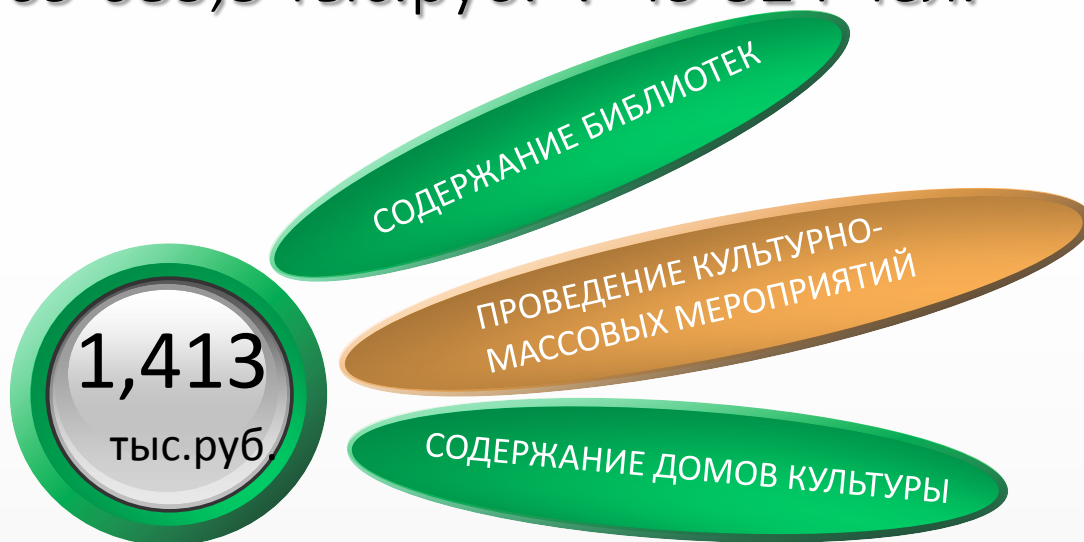 СОДЕРЖАНИЕ БИБЛИОТЕК
ПРОВЕДЕНИЕ КУЛЬТУРНО-
МАССОВЫХ МЕРОПРИЯТИЙ
1,413
тыс.руб.
СОДЕРЖАНИЕ ДОМОВ КУЛЬТУРЫ